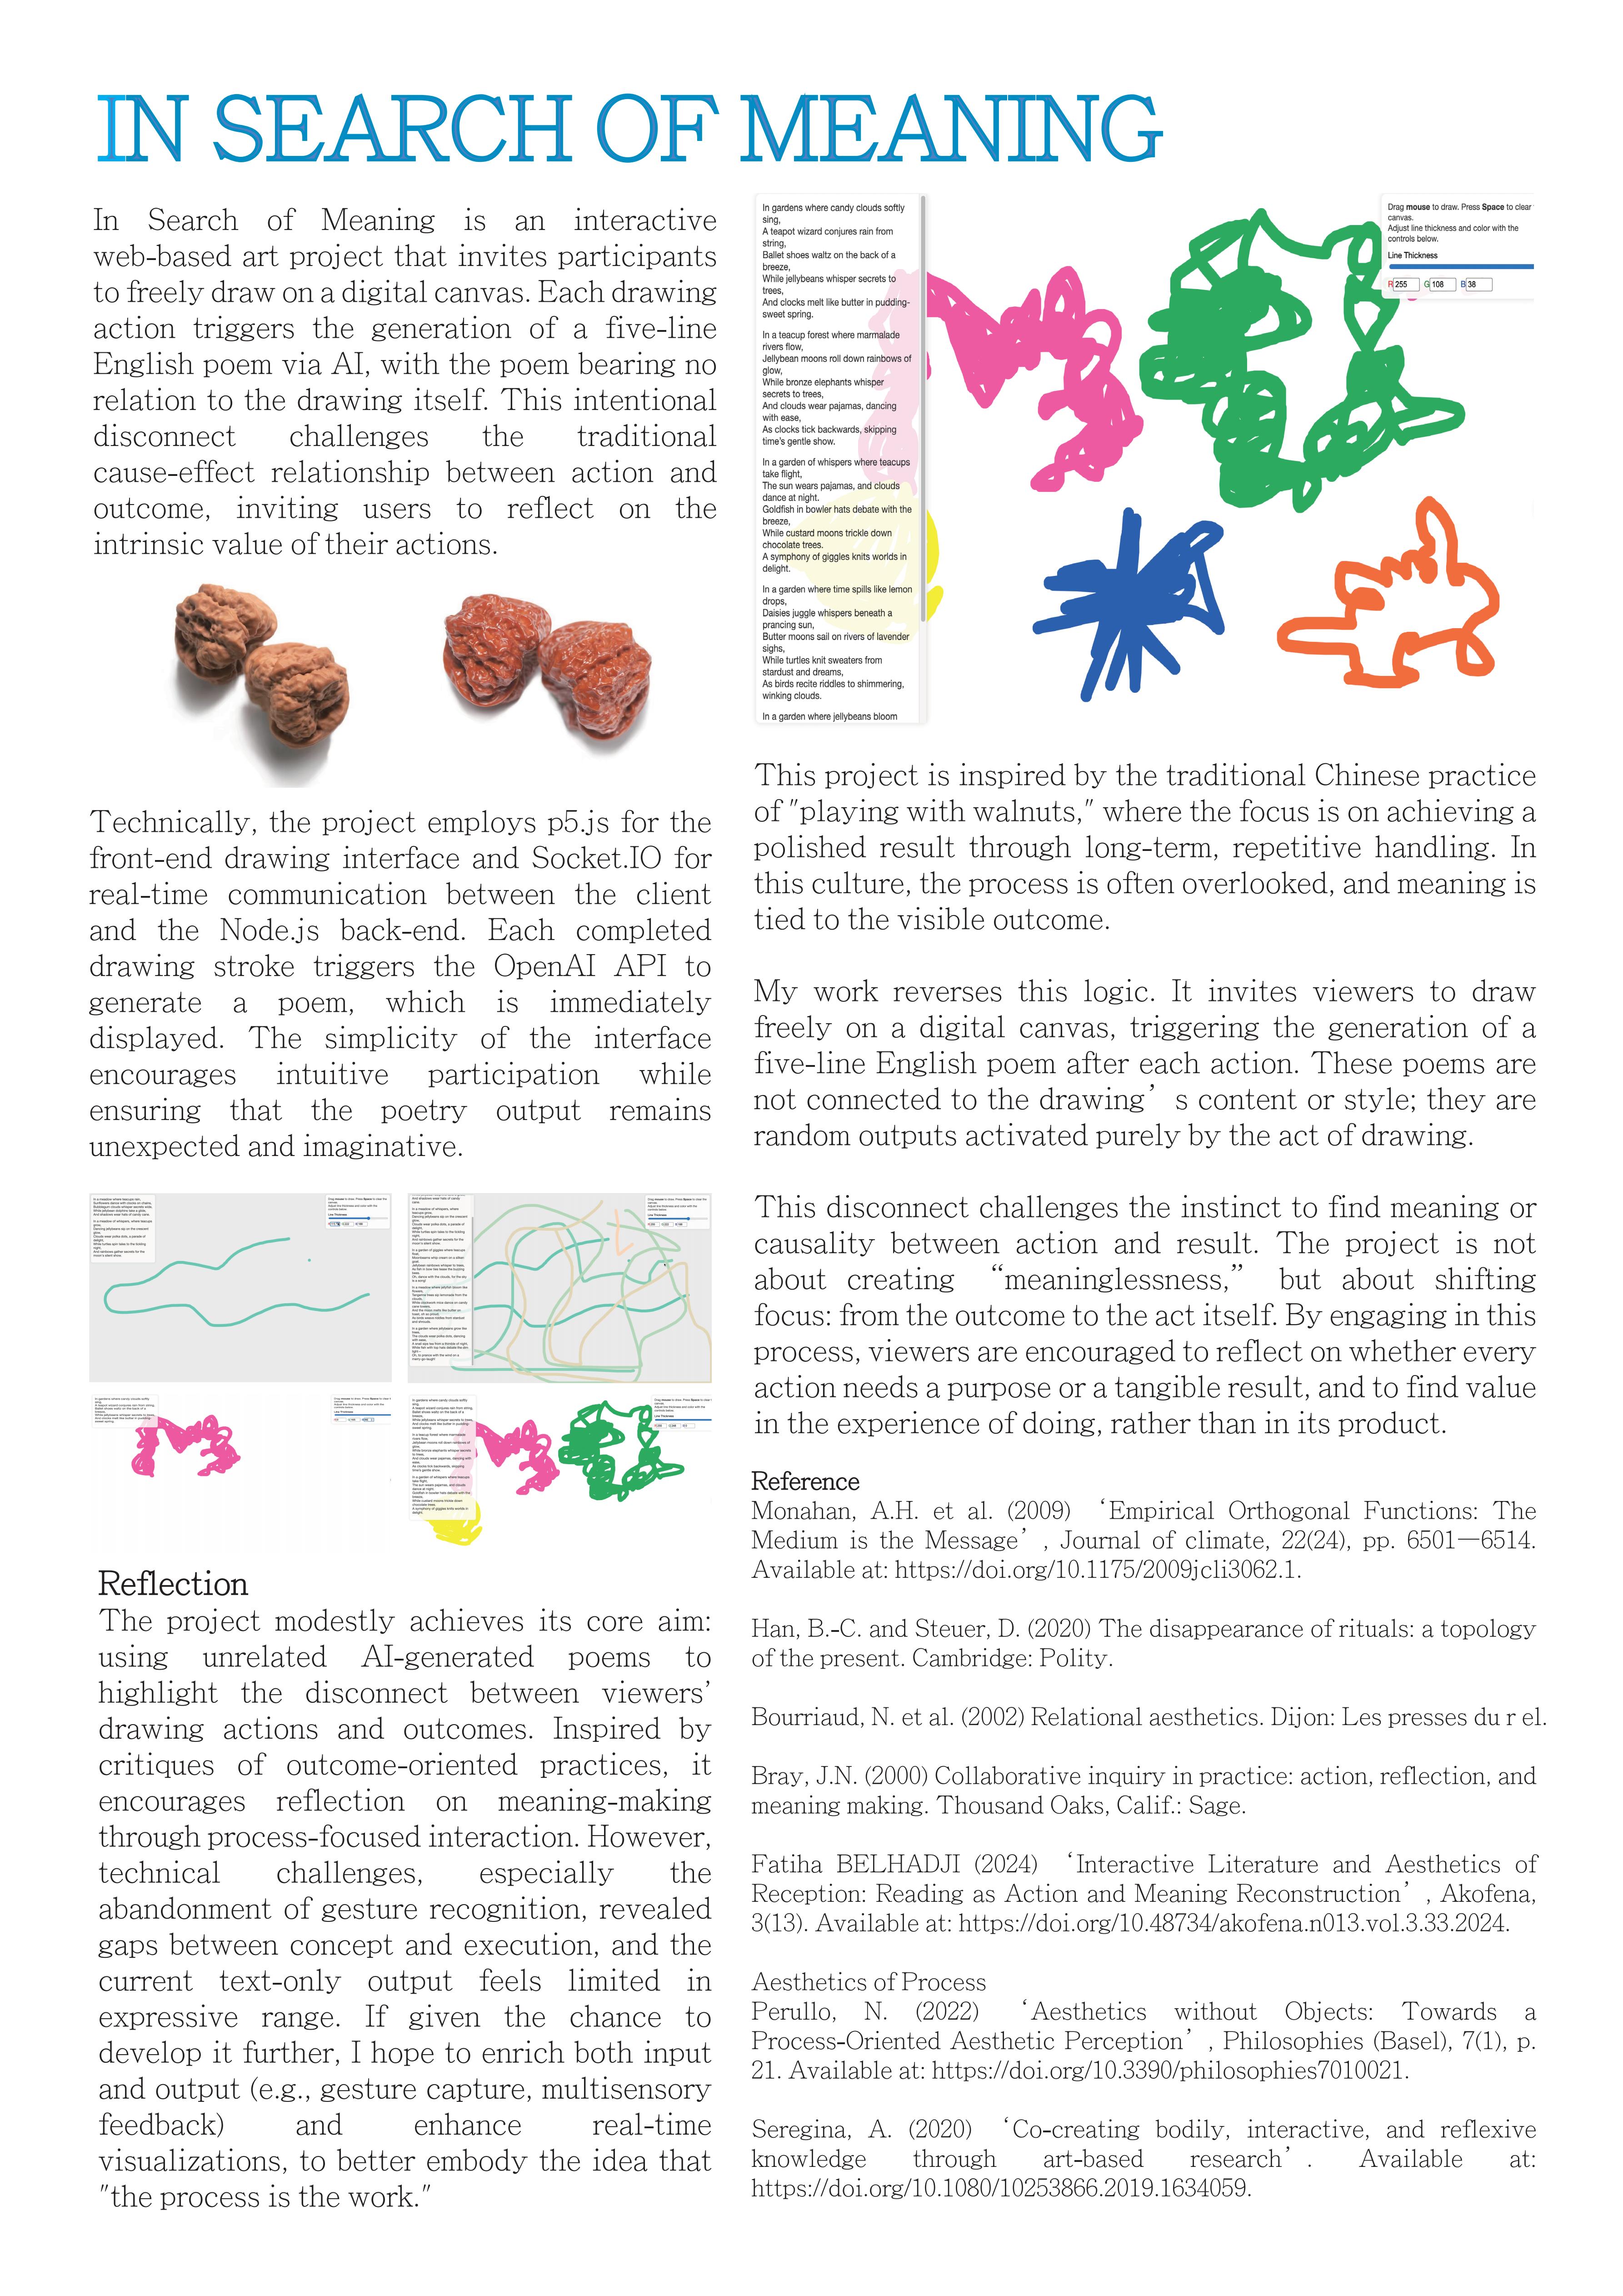 IN SEARCH OF MEANING
In Search of Meaning is an interactive
web-based art project that invites participants
to freely draw on a digital canvas. Each drawing
action triggers the generation of a five-line
English poem via AI, with the poem bearing no
relation to the drawing itself. This intentional
disconnect challenges the traditional
cause-effect relationship between action and
outcome, inviting users to reflect on the
intrinsic value of their actions.
Technically, the project employs p5.js for the
front-end drawing interface and Socket.IO for
real-time communication between the client
and the Node.js back-end. Each completed
drawing stroke triggers the OpenAI API to
generate a poem, which is immediately
displayed. The simplicity of the interface
encourages intuitive participation while
ensuring that the poetry output remains
unexpected and imaginative.
Reflection
The project modestly achieves its core aim:
using unrelated AI-generated poems to
highlight the disconnect between viewers'
drawing actions and outcomes. Inspired by
critiques of outcome-oriented practices, it
encourages reflection on meaning-making
through process-focused interaction. However,
technical challenges, especially the
abandonment of gesture recognition, revealed
gaps between concept and execution, and the
current text-only output feels limited in
expressive range. If given the chance to
develop it further, I hope to enrich both input
and output (e.g., gesture capture, multisensory
feedback) and enhance real-time
visualizations, to better embody the idea that
"the process is the work."
In gardens where candy clouds softly
sing,
A teapot wizard conjures rain from
string,
Ballet shoes waltz on the back of a
breeze,
While jellybeans whisper secrets to
trees,
And clocks melt like butter in pudding-
sweet spring.
In a teacup forest where marmalade
rivers flow,
Jellybean moons roll down rainbows of
glow,
While bronze elephants whisper
secrets to trees,
And clouds wear pajamas, dancing
with ease,
As clocks tick backwards, skipping
time's gentle show.
In a garden of whispers where teacups
take flight,
The sun wears pajamas, and clouds
dance at night.
Goldfish in bowler hats debate with the
breeze,
While custard moons trickle down
chocolate trees.
A symphony of giggles knits worlds in
delight.
In a garden where time spills like lemon
drops,
Daisies juggle whispers beneath a
prancing sun,
Butter moons sail on rivers of lavender
sighs,
While turtles knit sweaters from
stardust and dreams,
As birds recite riddles to shimmering,
winking clouds.
In a garden where jellybeans bloom
Drag mouse to draw. Press Space to clear
canvas.
Adjust line thickness and color with the
controls below.
Line Thickness
R 255 G 108 B 38
This project is inspired by the traditional Chinese practice
of "playing with walnuts," where the focus is on achieving a
polished result through long-term, repetitive handling. In
this culture, the process is often overlooked, and meaning is
tied to the visible outcome.
My work reverses this logic. It invites viewers to draw
freely on a digital canvas, triggering the generation of a
five-line English poem after each action. These poems are
not connected to the drawing’ s content or style; they are
random outputs activated purely by the act of drawing.
This disconnect challenges the instinct to find meaning or
causality between action and result. The project is not
about creating “meaninglessness,” but about shifting
focus: from the outcome to the act itself. By engaging in this
process, viewers are encouraged to reflect on whether every
action needs a purpose or a tangible result, and to find value
in the experience of doing, rather than in its product.
Reference
Monahan, A.H. et al. (2009) ‘Empirical Orthogonal Functions: The
Medium is the Message’ , Journal of climate, 22(24), pp. 6501—6514.
Available at: https://doi.org/10.1175/2009jcli3062.1.
Han, B.-C. and Steuer, D. (2020) The disappearance of rituals: a topology
of the present. Cambridge: Polity.
Bourriaud, N. et al. (2002) Relational aesthetics. Dijon: Les presses du r el.
Bray, J.N. (2000) Collaborative inquiry in practice: action, reflection, and
meaning making. Thousand Oaks, Calif.: Sage.
Fatiha BELHADJI (2024) ‘Interactive Literature and Aesthetics of
Reception: Reading as Action and Meaning Reconstruction’ , Akofena,
3(13). Available at: https://doi.org/10.48734/akofena.n013.vol.3.33.2024.
Aesthetics of Process
Perullo, N. (2022) ‘Aesthetics without Objects: Towards a
Process-Oriented Aesthetic Perception’ , Philosophies (Basel), 7(1), p.
21. Available at: https://doi.org/10.3390/philosophies7010021.
Seregina, A. (2020) ‘Co-creating bodily, interactive, and reflexive
knowledge through art-based research’ . Available at:
https://doi.org/10.1080/10253866.2019.1634059.